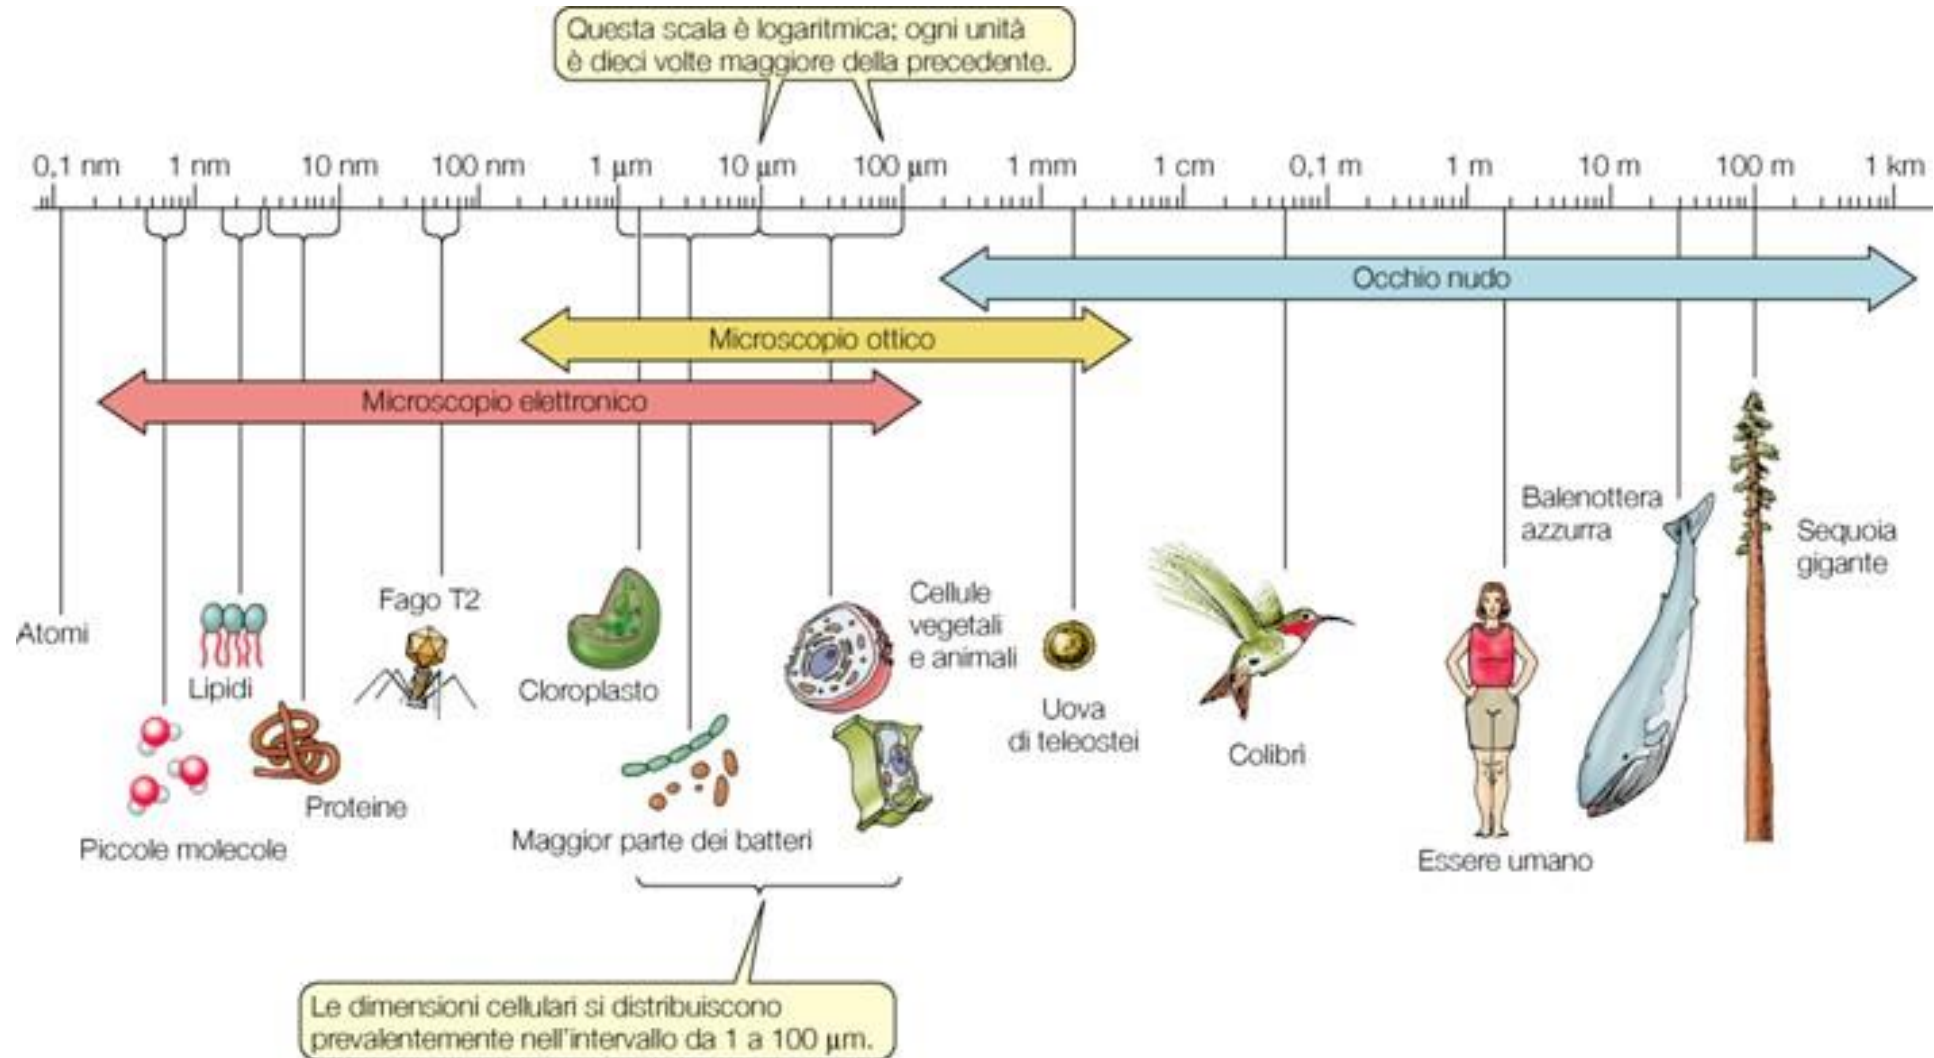 Questa scala è logaritmica; ogni unità
è dieci volte maggiore della precedente.
0,1 nm 1 nm 10 nm 100 nm 1 µm 10 µm 100 µm 1 mm 1 cm 0,1 m 1 m 10 m 100 m 1 km
Occhio nudo
Microscopio ottico
Microscopio elettronico
Atomi
Piccole molecole
Lipidi
Proteine
Fago T2
Cloroplasto
Maggior parte dei batteri
Cellule
vegetali
e animali
Uova
di teleostei
Colibrì
Essere umano
Balenottera
azzurra
Sequoia
gigante
Le dimensioni cellulari si distribuiscono
prevalentemente nell'intervallo da 1 a 100 µm.